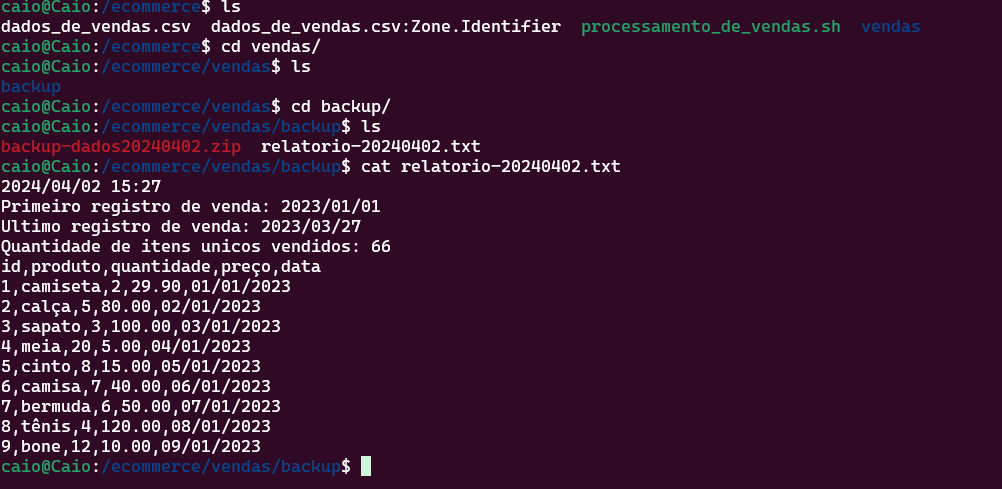 caio@Caio:/ecommerce$ ls
dados_de_vendas.csv  dados_de_vendas.csv:Zone.Identifier  processamento_de_vendas.sh  vendas
caio@Caio:/ecommerce$ cd vendas/
caio@Caio:/ecommerce/vendas$ ls
backup
caio@Caio:/ecommerce/vendas$ cd backup/
caio@Caio:/ecommerce/vendas/backup$ ls
backup-dados20240402.zip  relatorio-20240402.txt
caio@Caio:/ecommerce/vendas/backup$ cat relatorio-20240402.txt
2024/04/02 15:27
Primeiro registro de venda: 2023/01/01
Ultimo registro de venda: 2023/03/27
Quantidade de itens unicos vendidos: 66
id,produto,quantidade,preço,data
1,camiseta,2,29.90,01/01/2023
2,calça,5,80.00,02/01/2023
3,sapato,3,100.00,03/01/2023
4,meia,20,5.00,04/01/2023
5,cinto,8,15.00,05/01/2023
6,camisa,7,40.00,06/01/2023
7,bermuda,6,50.00,07/01/2023
8,tênis,4,120.00,08/01/2023
9,bone,12,10.00,09/01/2023
caio@Caio:/ecommerce/vendas/backup$